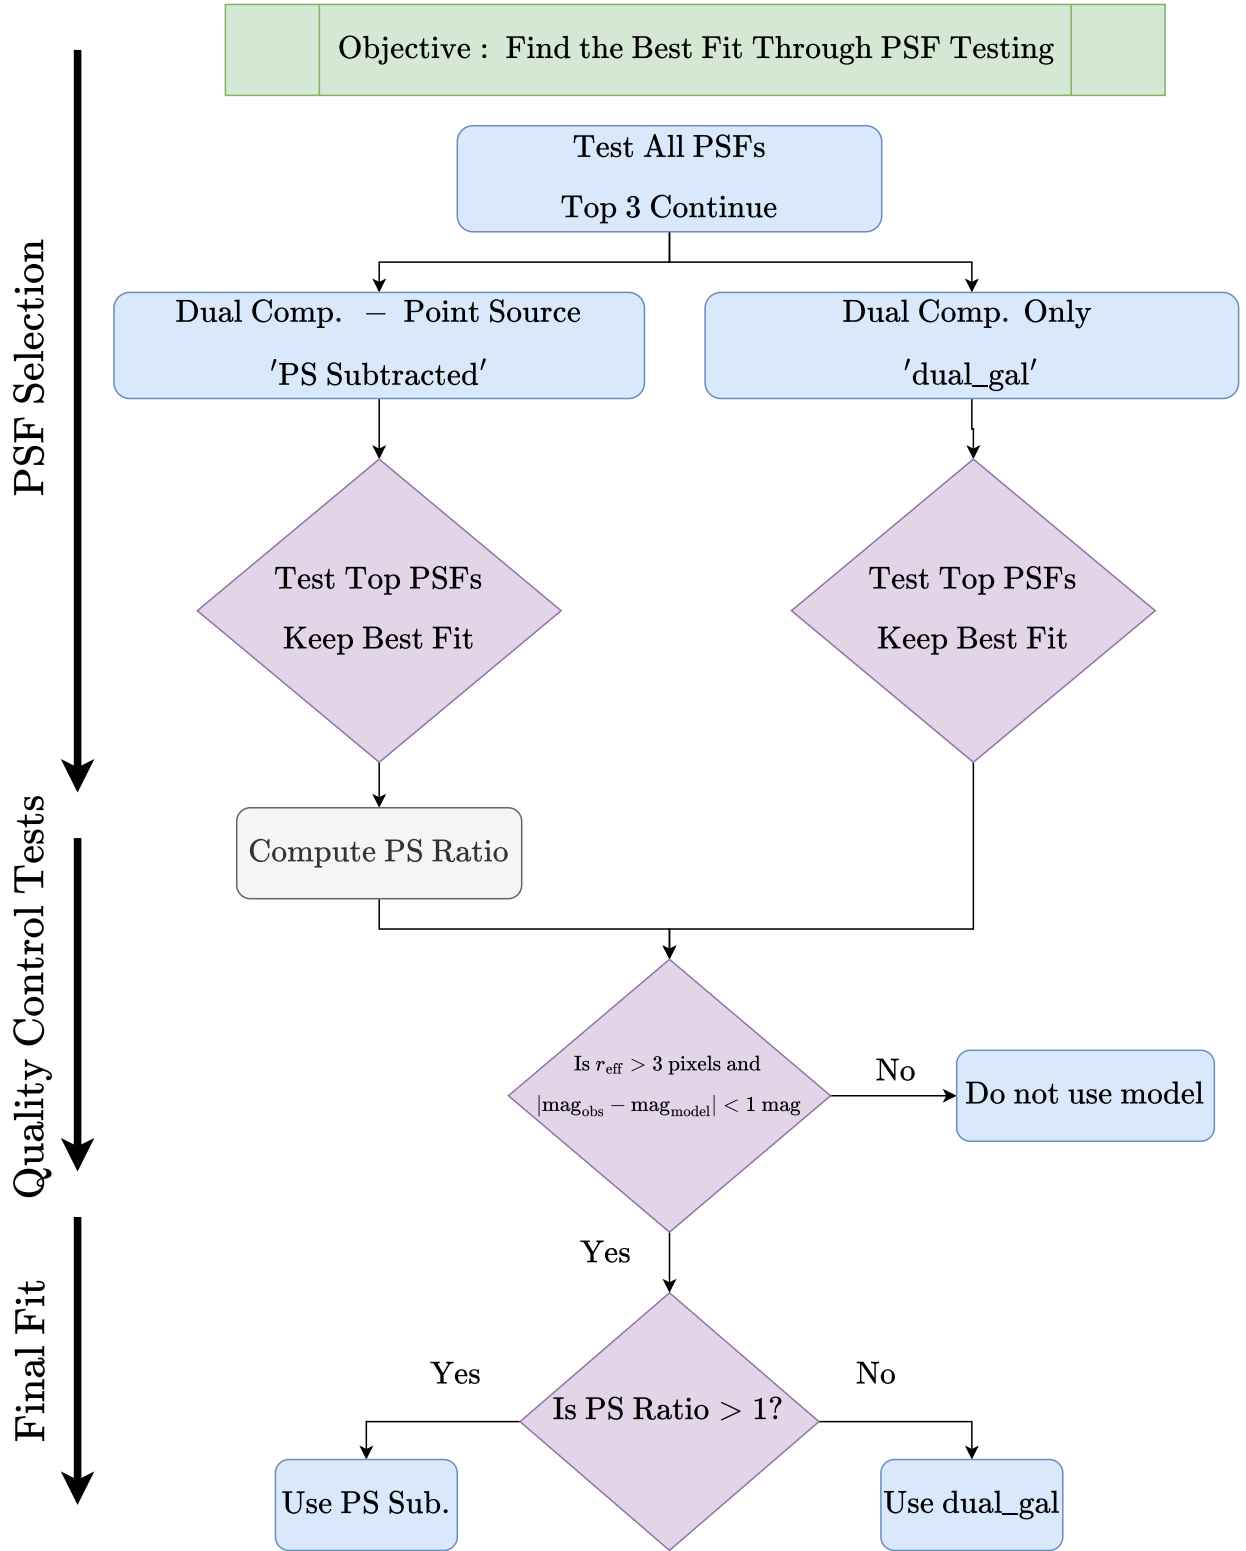 Objective : Find the Best Fit Through PSF Testing
Test All PSFs
Top 3 Continue
PSF Selection
Dual Comp. − Point Source
′PS Subtracted′
Dual Comp. Only
′dual_gal′
Test Top PSFs
Keep Best Fit
Test Top PSFs
Keep Best Fit
Quality Control Tests
Compute PS Ratio
Is r_eff > 3 pixels and
|mag_obs − mag_model| < 1 mag
No
Do not use model
Yes
Final Fit
Is PS Ratio > 1?
Yes
No
Use PS Sub.
Use dual_gal